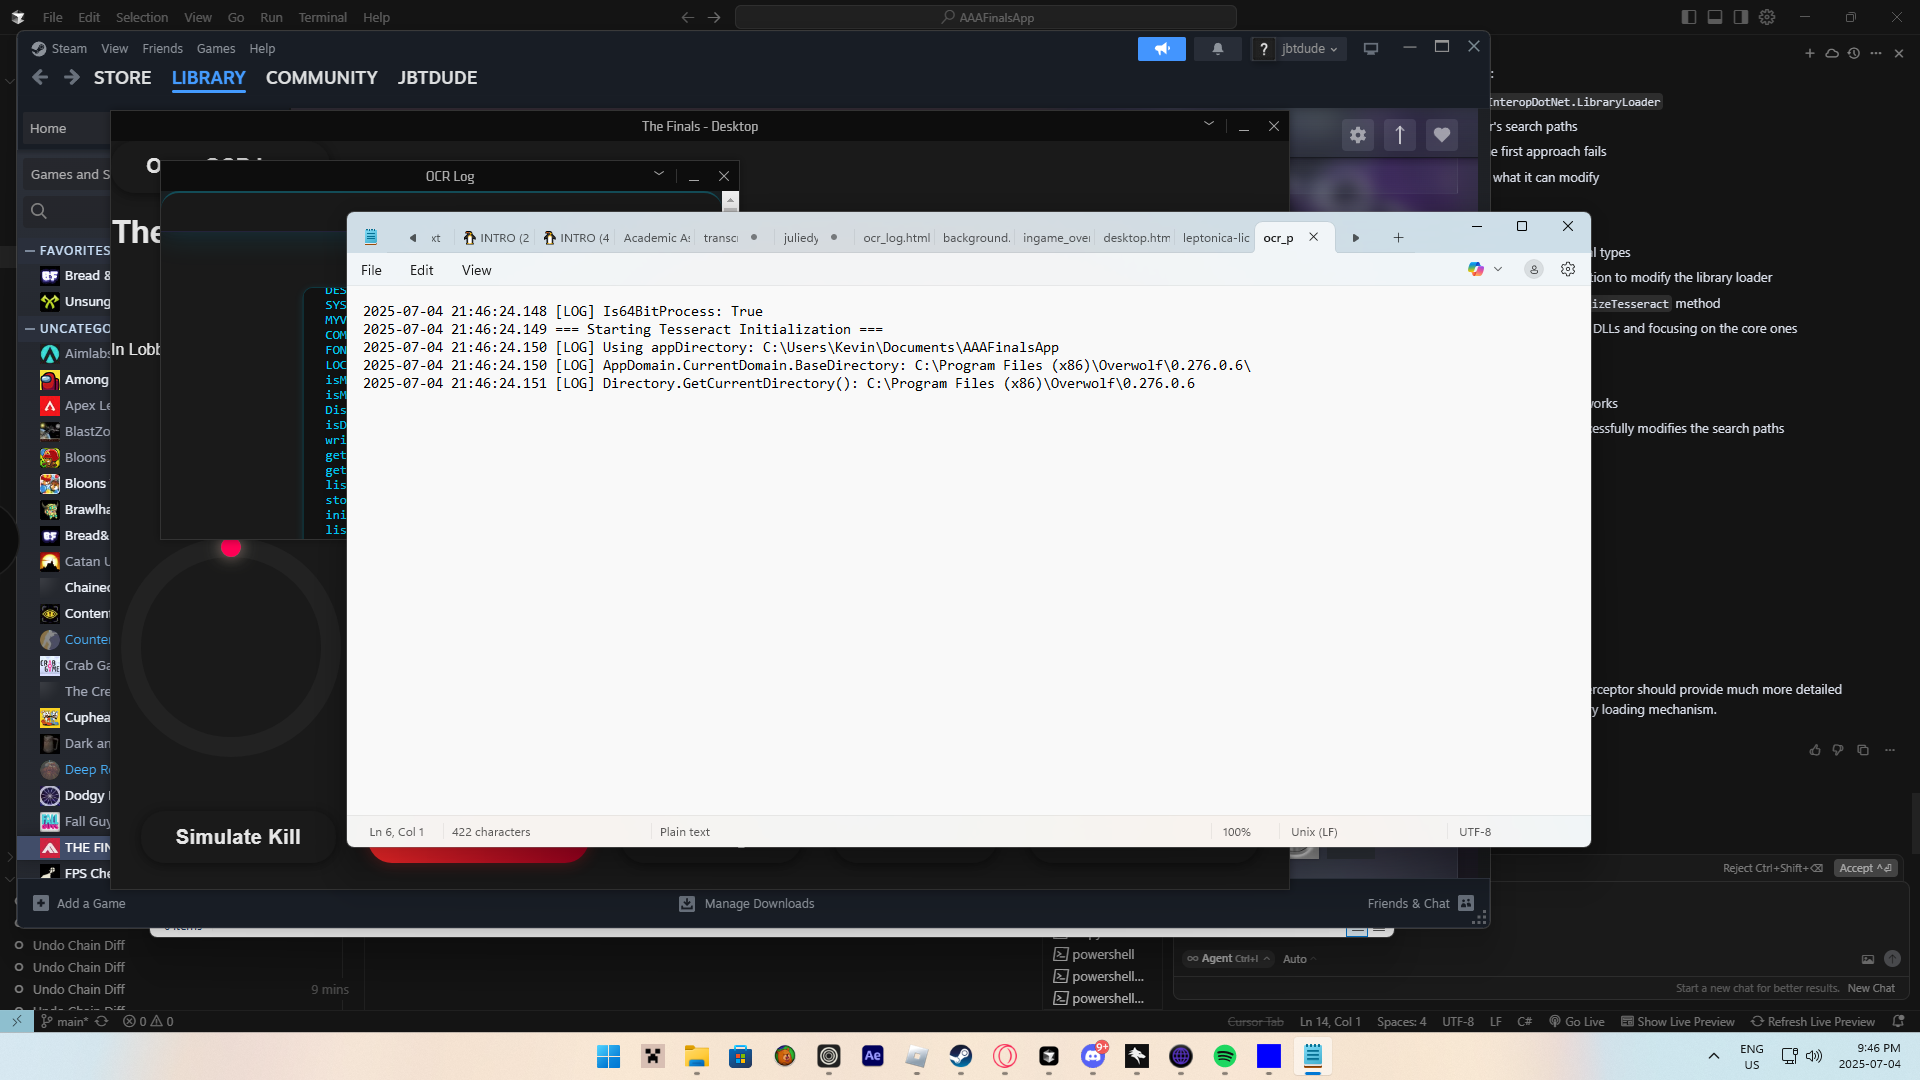 File Edit Selection View Go Run Terminal Help
AAAFinalsApp
Steam View Friends Games Help
jbtdude
STORE LIBRARY COMMUNITY JBTDUDE
Home
The Finals - Desktop
InteropDotNet.LibraryLoader
r's search paths
e first approach fails
what it can modify
OCR Log
Games and S
The
xt INTRO (2 INTRO (4 Academic As transc juliedy ocr_log.html background. ingame_over desktop.htm leptonica-lic ocr_p
File Edit View
FAVORITES
l types
Bread &
tion to modify the library loader
Unsung
izeTesseract method
UNCATEGO
DLLs and focusing on the core ones
In Lobb
DES
SYS
MYV
COM
FON
LOC
isM
isM
Dis
isD
wri
get
get
lis
sto
ini
lis
2025-07-04 21:46:24.148 [LOG] Is64BitProcess: True
2025-07-04 21:46:24.149 === Starting Tesseract Initialization ===
2025-07-04 21:46:24.150 [LOG] Using appDirectory: C:\Users\Kevin\Documents\AAAFinalsApp
2025-07-04 21:46:24.150 [LOG] AppDomain.CurrentDomain.BaseDirectory: C:\Program Files (x86)\Overwolf\0.276.0.6\
2025-07-04 21:46:24.151 [LOG] Directory.GetCurrentDirectory(): C:\Program Files (x86)\Overwolf\0.276.0.6
works
essfully modifies the search paths
Aimlabs
Among
Apex Le
BlastZo
Bloons
Bloons
Brawlha
Bread&
Catan U
Chained
Content
Counter
Crab Ga
The Cre
Cuphea
Dark an
Deep Ro
Dodgy
Fall Guy
THE FIN
FPS Che
erceptor should provide much more detailed
y loading mechanism.
Simulate Kill
Ln 6, Col 1 422 characters Plain text 100% Unix (LF) UTF-8
Reject Ctrl+Shift+⌫ Accept ^⏎
Add a Game Manage Downloads Friends & Chat
Undo Chain Diff
Undo Chain Diff
Undo Chain Diff 9 mins
powershell
powershell...
powershell...
Agent Ctrl+I Auto
Start a new chat for better results. New Chat
main* 0 0
Cursor Tab Ln 14, Col 1 Spaces: 4 UTF-8 LF C# Go Live Show Live Preview Refresh Live Preview
Ae
9+
ENG
US
9:46 PM
2025-07-04